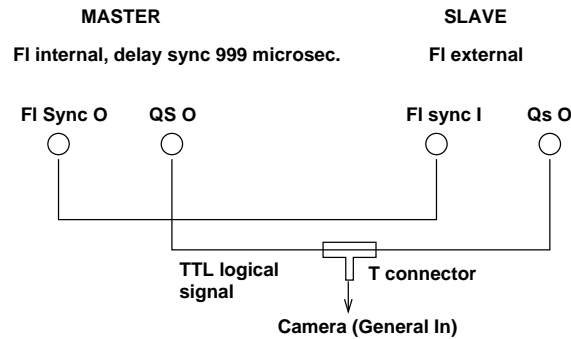 MASTER
SLAVE
Fl internal, delay sync 999 microsec.
Fl external
Fl Sync O
QS O
Fl sync I
Qs O
TTL logical
signal
T connector
Camera (General In)